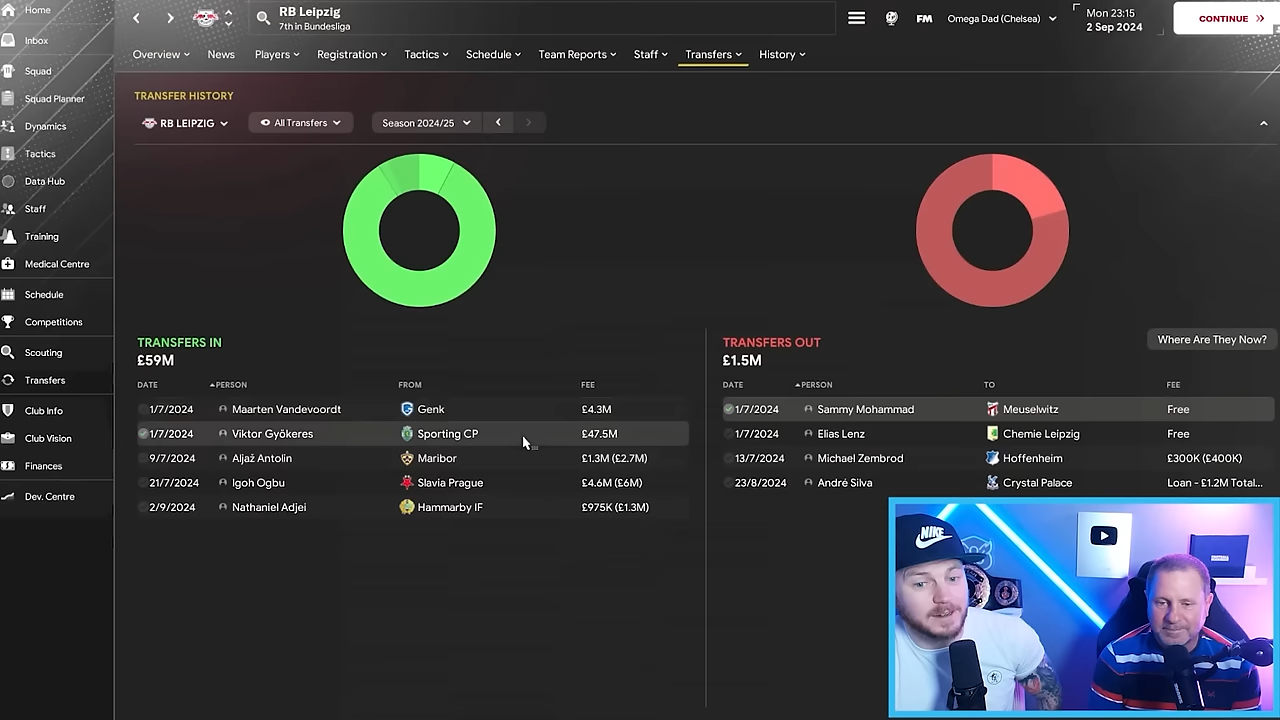 Home
Inbox
Squad
Squad Planner
Dynamics
Tactics
Data Hub
Staff
Training
Medical Centre
Schedule
Competitions
Scouting
Transfers
Club Info
Club Vision
Finances
Dev. Centre
RB Leipzig
7th in Bundesliga
FM
Omega Dad (Chelsea)
Mon 23:15
2 Sep 2024
CONTINUE
Overview News Players Registration Tactics Schedule Team Reports Staff Transfers History
TRANSFER HISTORY
RB LEIPZIG All Transfers Season 2024/25
TRANSFERS IN
£59M
DATE PERSON FROM FEE
1/7/2024 Maarten Vandevoordt Genk £4.3M
1/7/2024 Viktor Gyökeres Sporting CP £47.5M
9/7/2024 Aljaž Antolin Maribor £1.3M (£2.7M)
21/7/2024 Igoh Ogbu Slavia Prague £4.6M (£6M)
2/9/2024 Nathaniel Adjei Hammarby IF £975K (£1.3M)
TRANSFERS OUT
£1.5M
Where Are They Now?
DATE PERSON TO FEE
1/7/2024 Sammy Mohammad Meuselwitz Free
1/7/2024 Elias Lenz Chemie Leipzig Free
13/7/2024 Michael Zembrod Hoffenheim £300K (£400K)
23/8/2024 André Silva Crystal Palace Loan - £1.2M Total...
NIKE